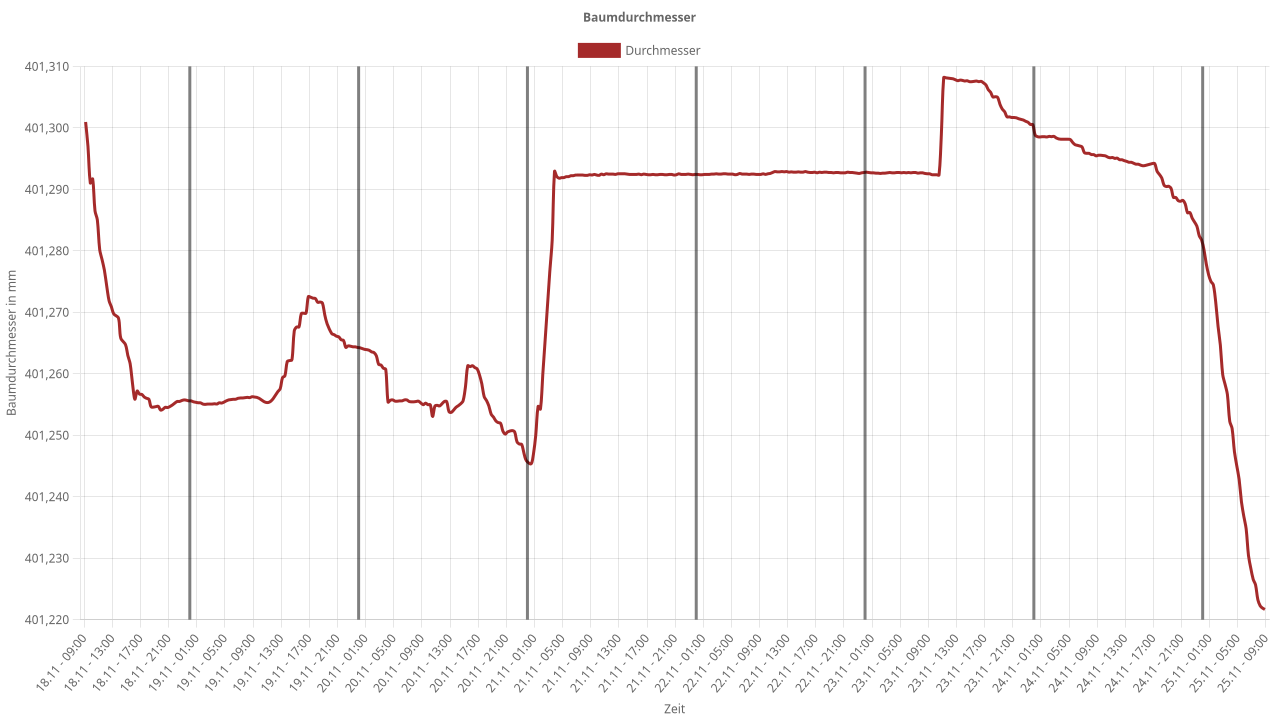 Baumdurchmesser
Durchmesser
Baumdurchmesser in mm
401,310
401,300
401,290
401,280
401,270
401,260
401,250
401,240
401,230
401,220
18.11 - 09:00
18.11 - 13:00
18.11 - 17:00
18.11 - 21:00
19.11 - 01:00
19.11 - 05:00
19.11 - 09:00
19.11 - 13:00
19.11 - 17:00
19.11 - 21:00
20.11 - 01:00
20.11 - 05:00
20.11 - 09:00
20.11 - 13:00
20.11 - 17:00
20.11 - 21:00
21.11 - 01:00
21.11 - 05:00
21.11 - 09:00
21.11 - 13:00
21.11 - 17:00
21.11 - 21:00
22.11 - 01:00
22.11 - 05:00
22.11 - 09:00
22.11 - 13:00
22.11 - 17:00
22.11 - 21:00
23.11 - 01:00
23.11 - 05:00
23.11 - 09:00
23.11 - 13:00
23.11 - 17:00
23.11 - 21:00
24.11 - 01:00
24.11 - 05:00
24.11 - 09:00
24.11 - 13:00
24.11 - 17:00
24.11 - 21:00
25.11 - 01:00
25.11 - 05:00
25.11 - 09:00
Zeit